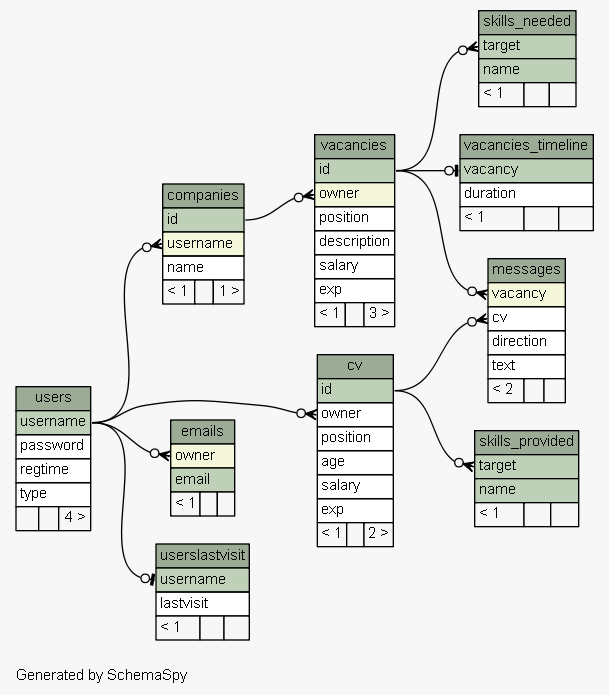 skills_needed
target
name
< 1
vacancies
id
owner
position
description
salary
exp
< 1 3 >
vacancies_timeline
vacancy
duration
< 1
companies
id
username
name
< 1 1 >
messages
vacancy
cv
direction
text
< 2
cv
id
owner
position
age
salary
exp
< 1 2 >
users
username
password
regtime
type
4 >
emails
owner
email
< 1
skills_provided
target
name
< 1
userslastvisit
username
lastvisit
< 1
Generated by SchemaSpy